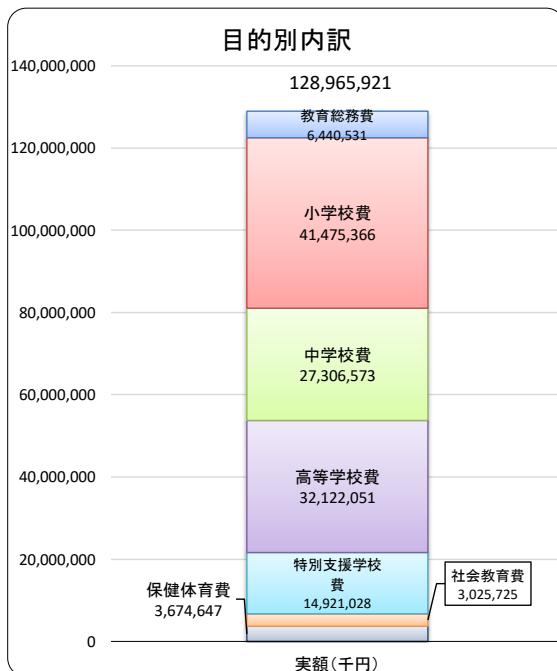 目的別内訳
140,000,000
128,965,921
教育総務費
6,440,531
120,000,000
小学校費
41,475,366
100,000,000
80,000,000
中学校費
27,306,573
60,000,000
高等学校費
32,122,051
40,000,000
20,000,000
特別支援学校
費
14,921,028
保健体育費
3,674,647
社会教育費
3,025,725
0
実額(千円)